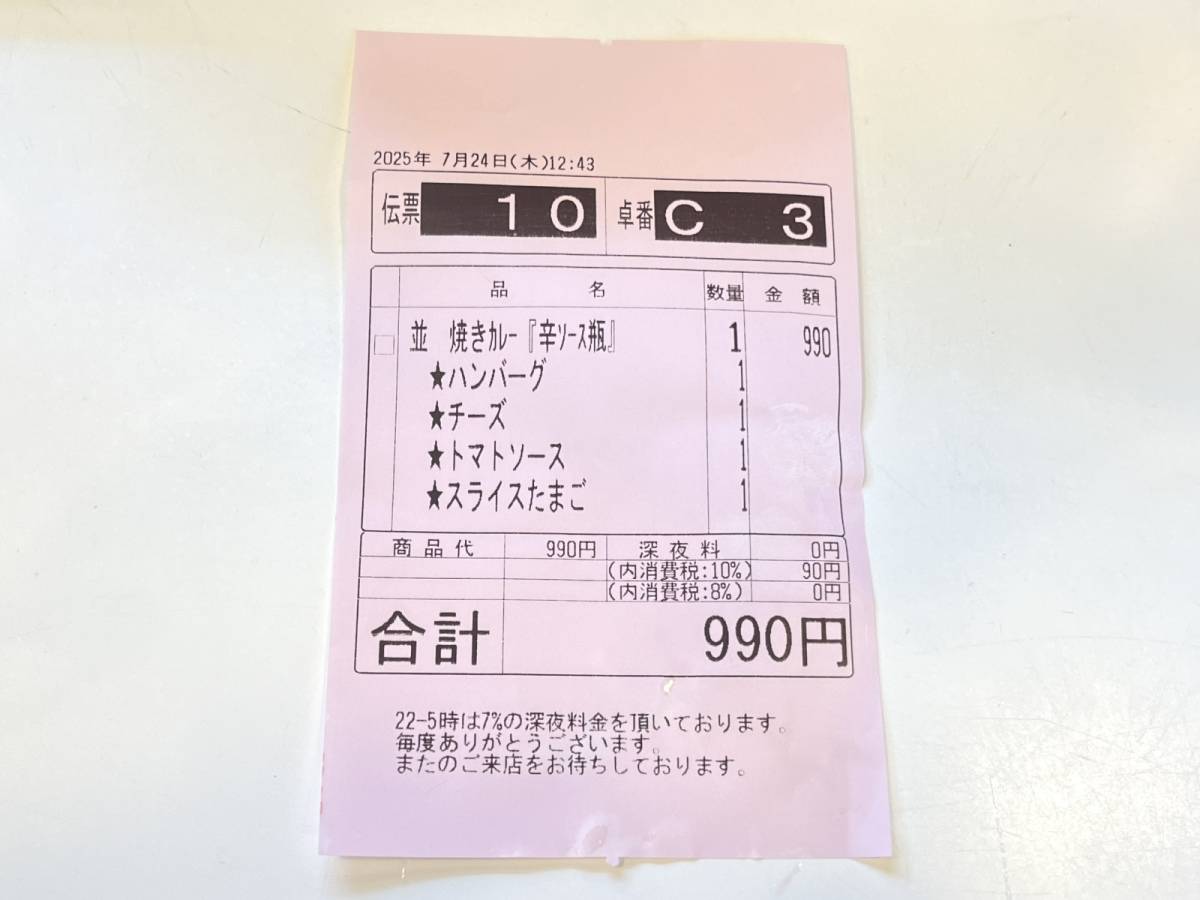 2025年 7月24日(木)12:43
伝票 10 卓番 C 3
品 名 数量 金 額
並 焼きカレー『辛ソース瓶』 1 990
★ハンバーグ 1
★チーズ 1
★トマトソース 1
★スライスたまご 1
商品代 990円 深夜料 0円
(内消費税:10%) 90円
(内消費税:8%) 0円
合計 990円
22-5時は7%の深夜料金を頂いております。
毎度ありがとうございます。
またのご来店をお待ちしております。